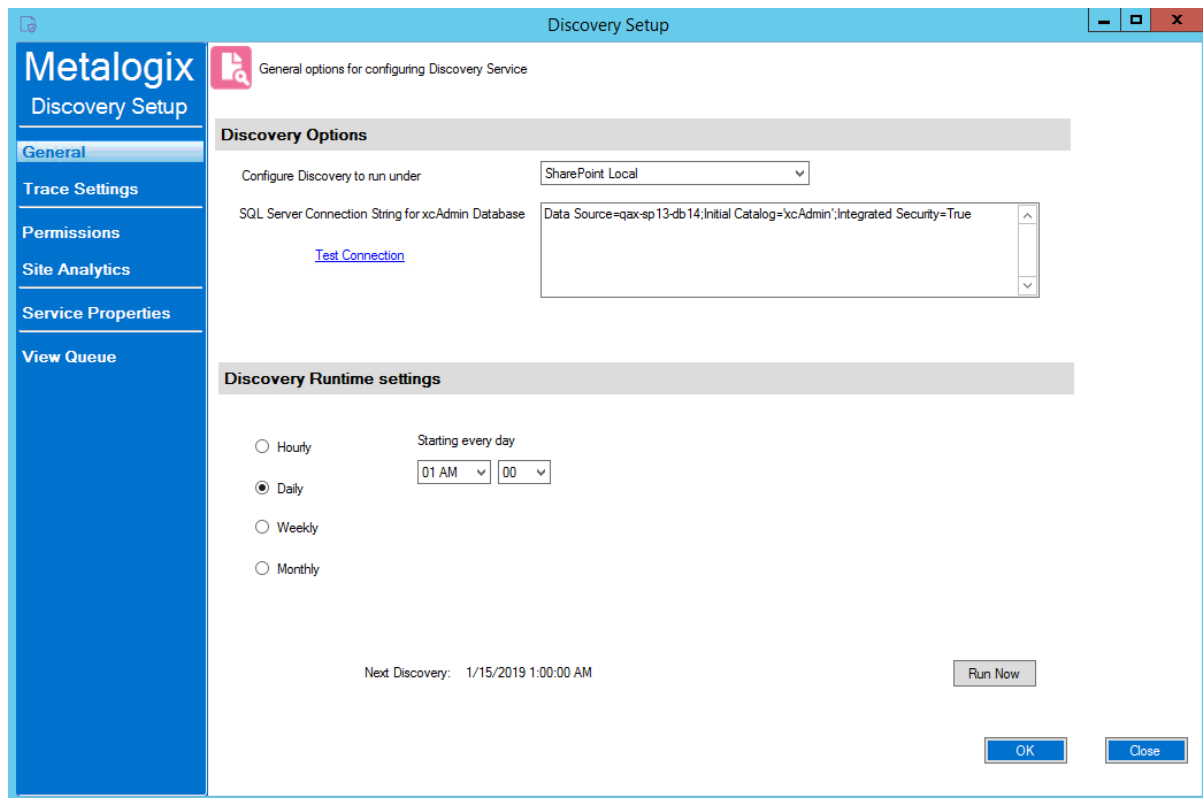 Discovery Setup
Metalogix
Discovery Setup
General
Trace Settings
Permissions
Site Analytics
Service Properties
View Queue
General options for configuring Discovery Service
Discovery Options
Configure Discovery to run under SharePoint Local
SQL Server Connection String for xcAdmin Database Data Source=qax-sp13-db14;Initial Catalog='xcAdmin';Integrated Security=True
Test Connection
Discovery Runtime settings
Hourly Starting every day
01 AM 00
Daily
Weekly
Monthly
Next Discovery: 1/15/2019 1:00:00 AM Run Now
OK Close